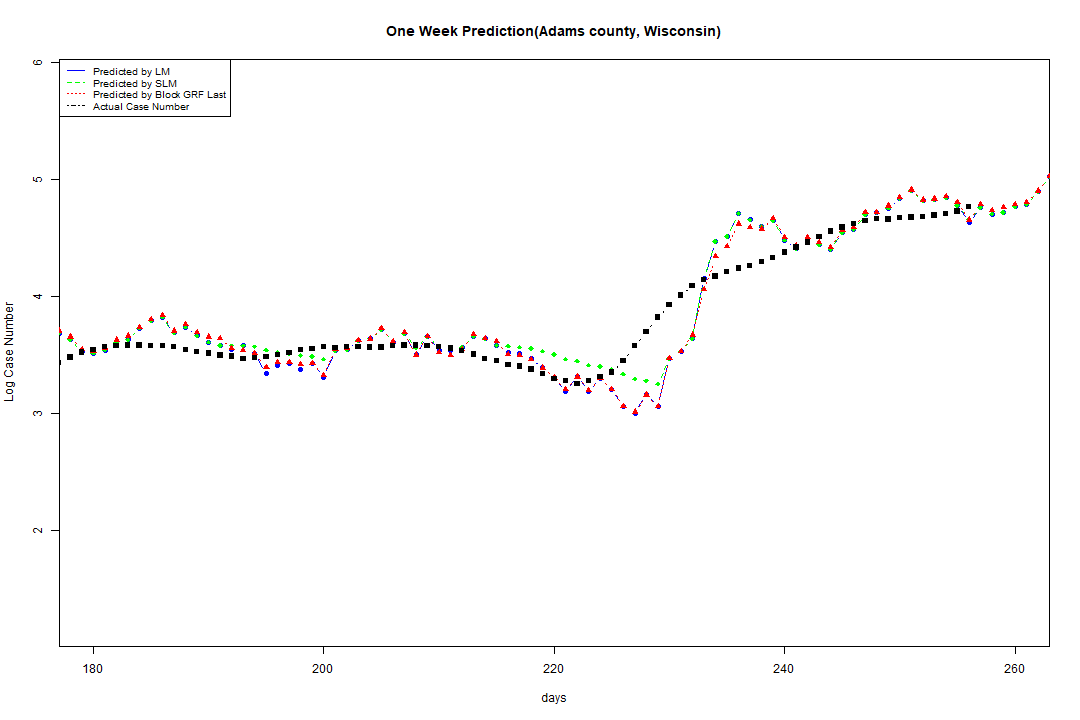 One Week Prediction(Adams county, Wisconsin)
Predicted by LM
Predicted by SLM
Predicted by Block GRF Last
Actual Case Number
6
5
4
3
2
Log Case Number
180 200 220 240 260
days